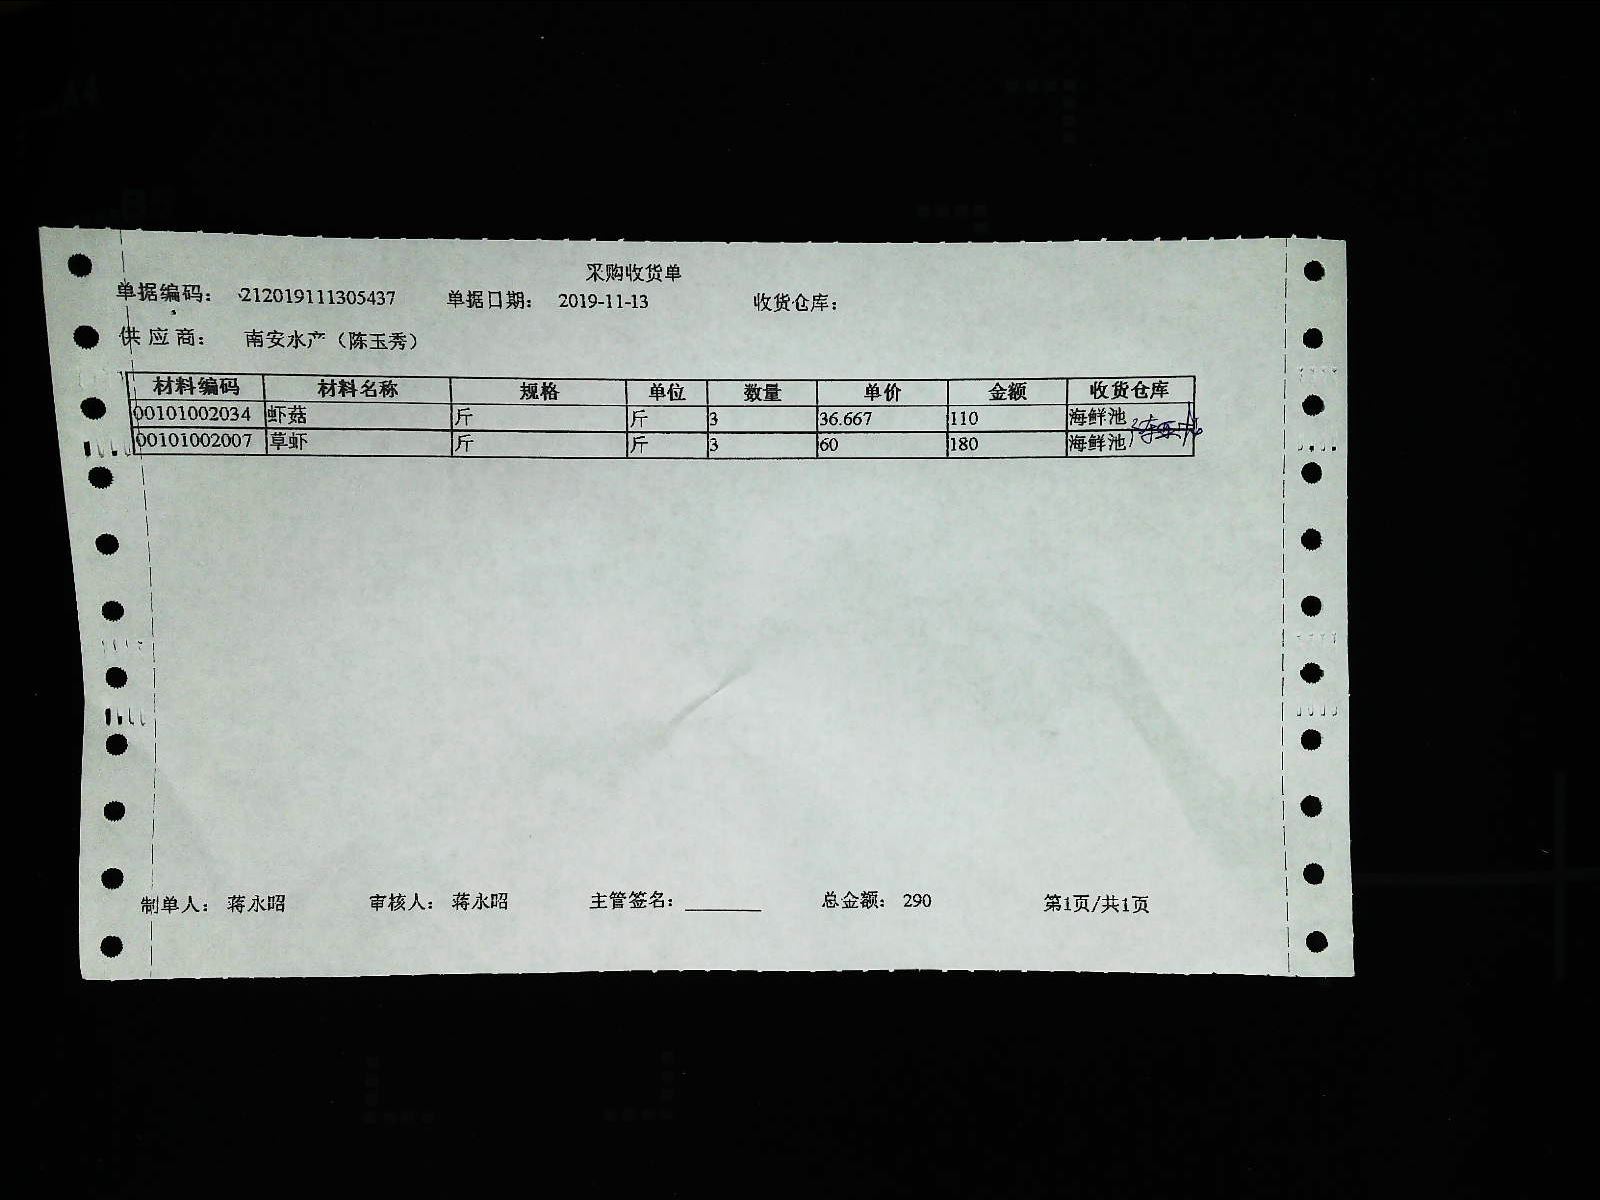 采购收货单
单据编码： 212019111305437 单据日期： 2019-11-13 收货仓库：
供应商： 南安水产（陈玉秀）
材料编码 材料名称 规格 单位 数量 单价 金额 收货仓库
00101002034 虾菇 斤 斤 3 36.667 110 海鲜池
00101002007 草虾 斤 斤 3 60 180 海鲜池
制单人： 蒋永昭 审核人： 蒋永昭 主管签名： 总金额： 290 第1页/共1页